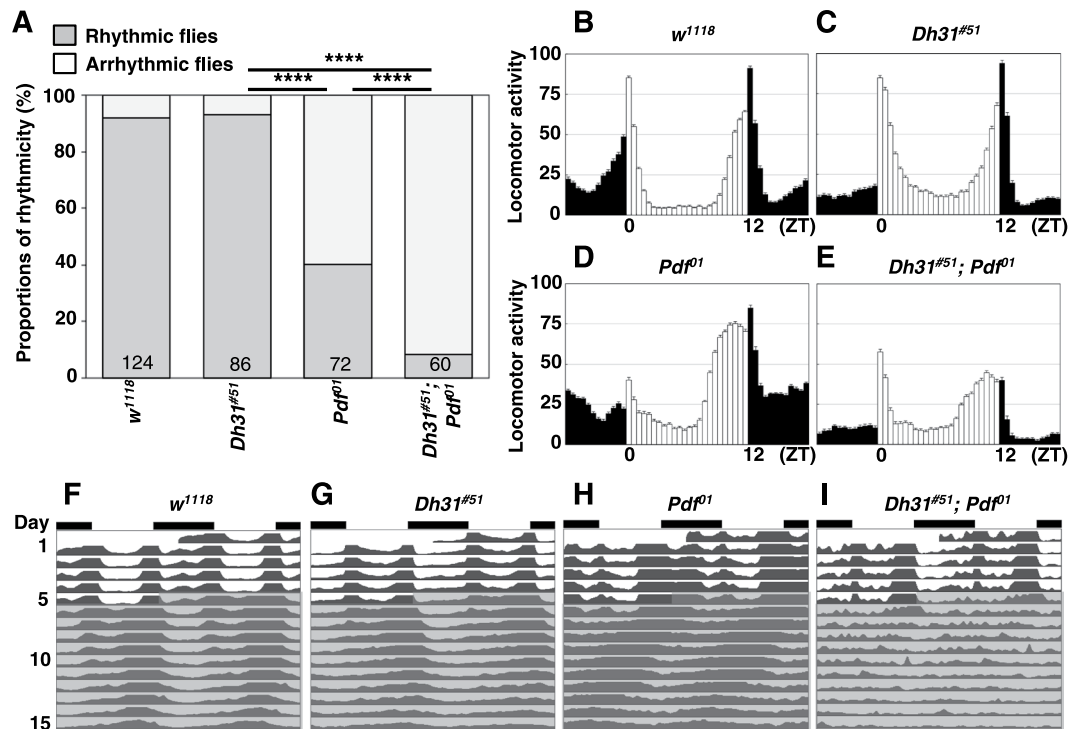 A
Rhythmic flies
Arrhythmic flies
****
**** ****
Proportions of rhythmicity (%)
100
80
60
40
20
0
124 86 72 60
w1118
Dh31#51
Pdf01
Dh31#51;
Pdf01
B w1118
Locomotor activity
100
75
50
25
0
0 12 (ZT)
C Dh31#51
0 12 (ZT)
D Pdf01
Locomotor activity
100
75
50
25
0
0 12 (ZT)
E Dh31#51; Pdf01
0 12 (ZT)
F w1118
Day
1
5
10
15
G Dh31#51
H Pdf01
I Dh31#51; Pdf01